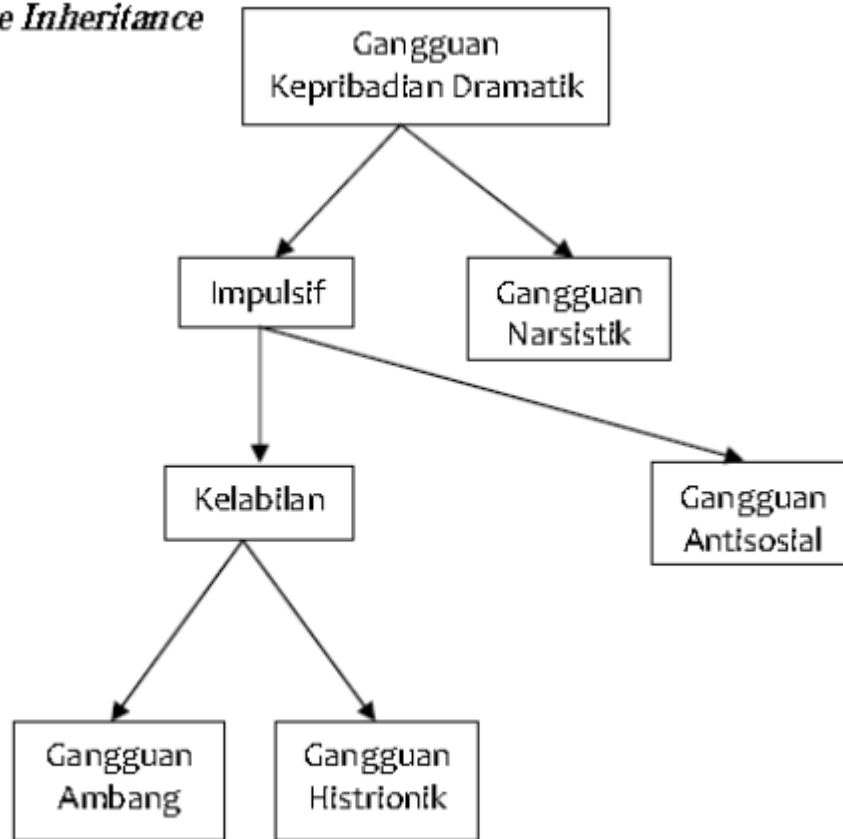 e Inheritance
Gangguan
Kepribadian Dramatik
Impulsif
Gangguan
Narsistik
Kelabilan
Gangguan
Antisosial
Gangguan
Ambang
Gangguan
Histrionik